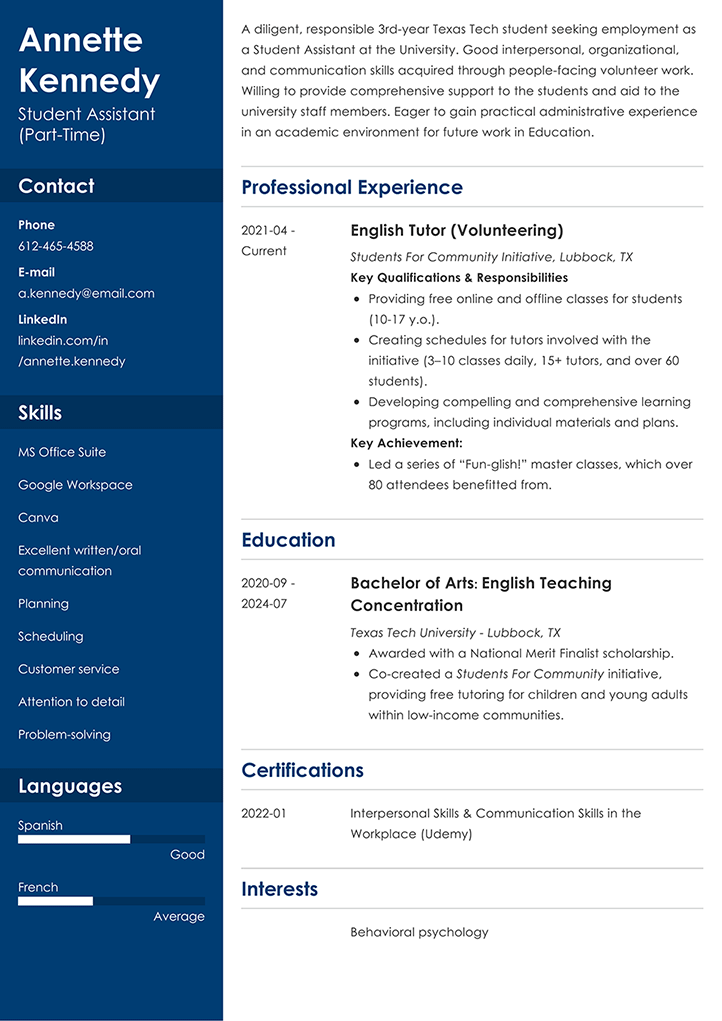 Annette
Kennedy
Student Assistant
(Part-Time)
Contact
Phone
612-465-4588
E-mail
a.kennedy@email.com
LinkedIn
linkedin.com/in
/annette.kennedy
Skills
MS Office Suite
Google Workspace
Canva
Excellent written/oral
communication
Planning
Scheduling
Customer service
Attention to detail
Problem-solving
Languages
Spanish
Good
French
Average
A diligent, responsible 3rd-year Texas Tech student seeking employment as
a Student Assistant at the University. Good interpersonal, organizational,
and communication skills acquired through people-facing volunteer work.
Willing to provide comprehensive support to the students and aid to the
university staff members. Eager to gain practical administrative experience
in an academic environment for future work in Education.
Professional Experience
2021-04 -
Current
English Tutor (Volunteering)
Students For Community Initiative, Lubbock, TX
Key Qualifications & Responsibilities
• Providing free online and offline classes for students
(10-17 y.o.).
• Creating schedules for tutors involved with the
initiative (3–10 classes daily, 15+ tutors, and over 60
students).
• Developing compelling and comprehensive learning
programs, including individual materials and plans.
Key Achievement:
• Led a series of “Fun-glish!” master classes, which over
80 attendees benefitted from.
Education
2020-09 -
2024-07
Bachelor of Arts: English Teaching
Concentration
Texas Tech University - Lubbock, TX
• Awarded with a National Merit Finalist scholarship.
• Co-created a Students For Community initiative,
providing free tutoring for children and young adults
within low-income communities.
Certifications
2022-01
Interpersonal Skills & Communication Skills in the
Workplace (Udemy)
Interests
Behavioral psychology